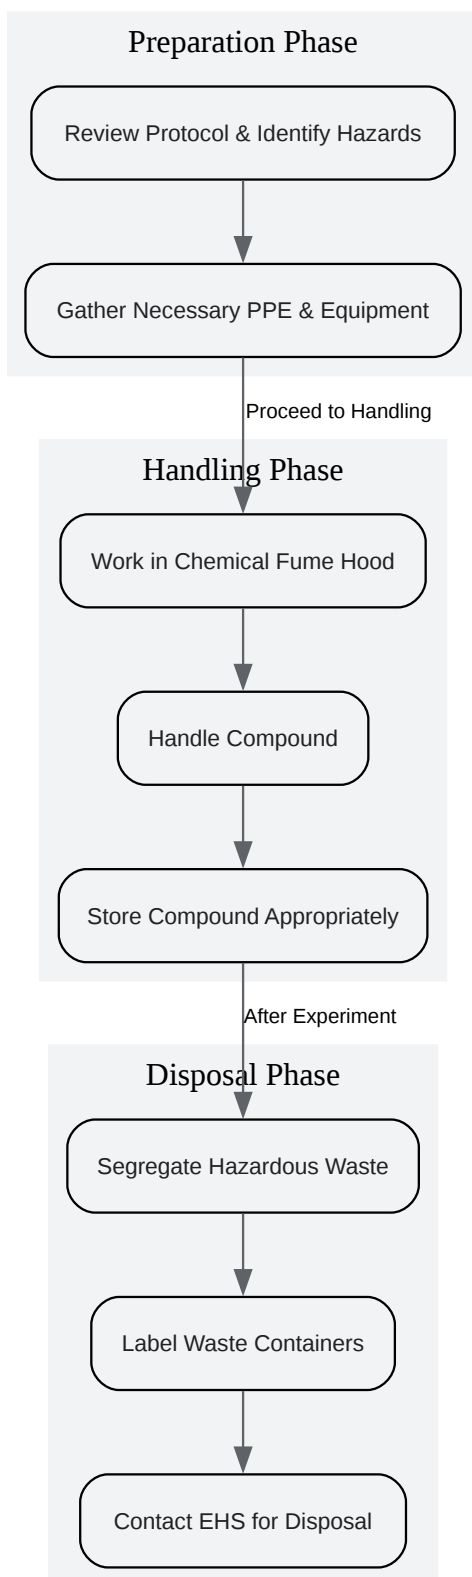 Preparation Phase
Review Protocol & Identify Hazards
Gather Necessary PPE & Equipment
Proceed to Handling
Handling Phase
Work in Chemical Fume Hood
Handle Compound
Store Compound Appropriately
After Experiment
Disposal Phase
Segregate Hazardous Waste
Label Waste Containers
Contact EHS for Disposal